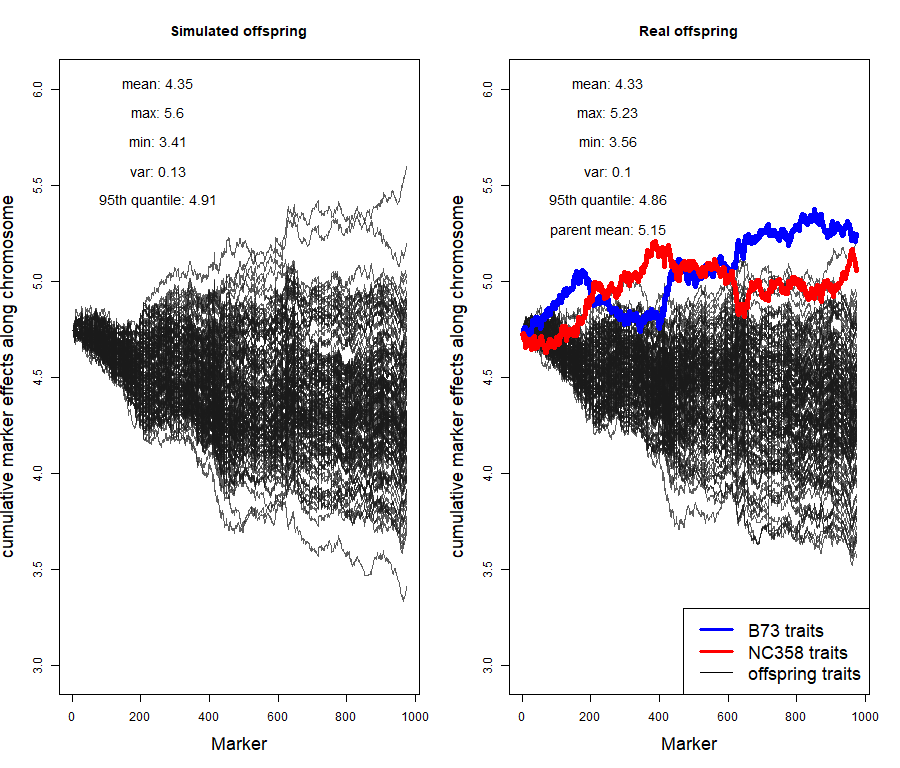 Simulated offspring
mean: 4.35
max: 5.6
min: 3.41
var: 0.13
95th quantile: 4.91
cumulative marker effects along chromosome
6.0
5.5
5.0
4.5
4.0
3.5
3.0
0 200 400 600 800 1000
Marker
Real offspring
mean: 4.33
max: 5.23
min: 3.56
var: 0.1
95th quantile: 4.86
parent mean: 5.15
cumulative marker effects along chromosome
6.0
5.5
5.0
4.5
4.0
3.5
3.0
B73 traits
NC358 traits
offspring traits
0 200 400 600 800 1000
Marker